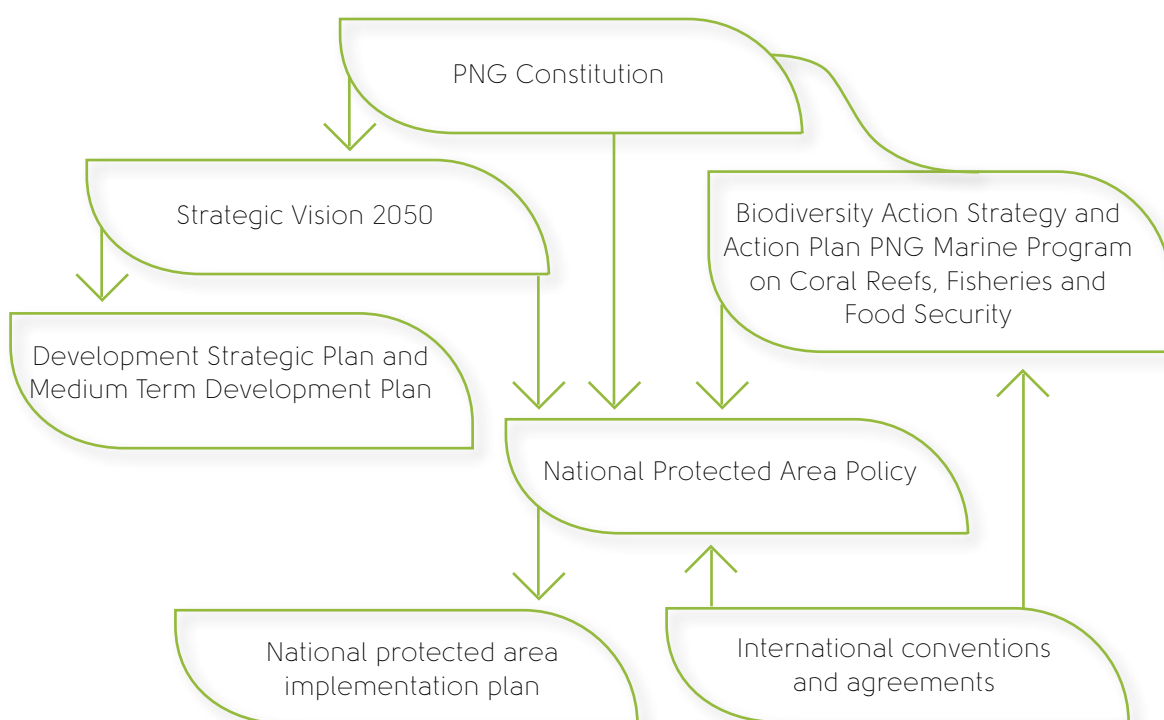 PNG Constitution
Strategic Vision 2050
Biodiversity Action Strategy and
Action Plan PNG Marine Program
on Coral Reefs, Fisheries and
Food Security
Development Strategic Plan and
Medium Term Development Plan
National Protected Area Policy
National protected area
implementation plan
International conventions
and agreements